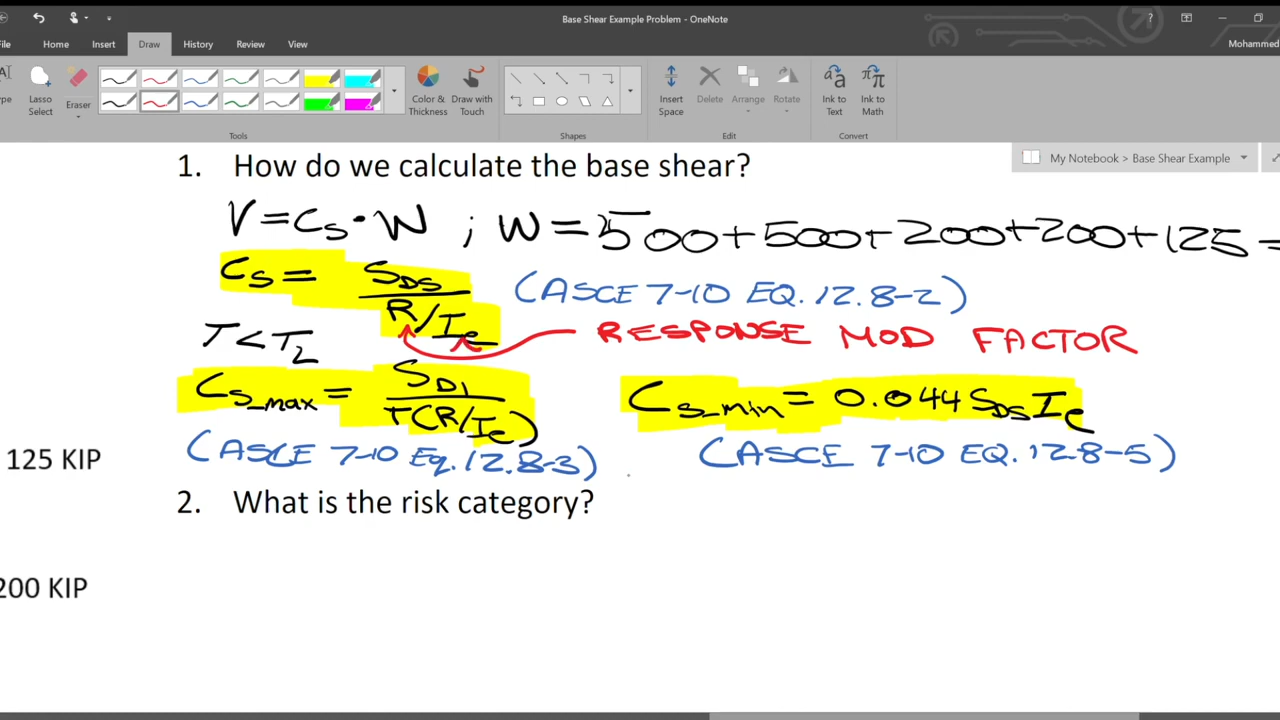 Base Shear Example Problem - OneNote
File Home Insert Draw History Review View
Mohammed
Type
Lasso Select
Eraser
Color & Thickness
Draw with Touch
Insert Space
Delete
Arrange
Rotate
Ink to Text
Ink to Math
Tools
Shapes
Edit
Convert
My Notebook > Base Shear Example
1. How do we calculate the base shear?
V = Cs • W ; W = 500+500+200+200+125 =
Cs = SDS / (R/Ie) (ASCE 7-10 EQ. 12.8-2)
T < TL
RESPONSE MOD FACTOR
Cs_max = SD1 / T(R/Ie)
Cs_min = 0.044 SDS Ie
(ASCE 7-10 Eq. 12.8-3) (ASCE 7-10 EQ. 12.8-5)
125 KIP
2. What is the risk category?
200 KIP